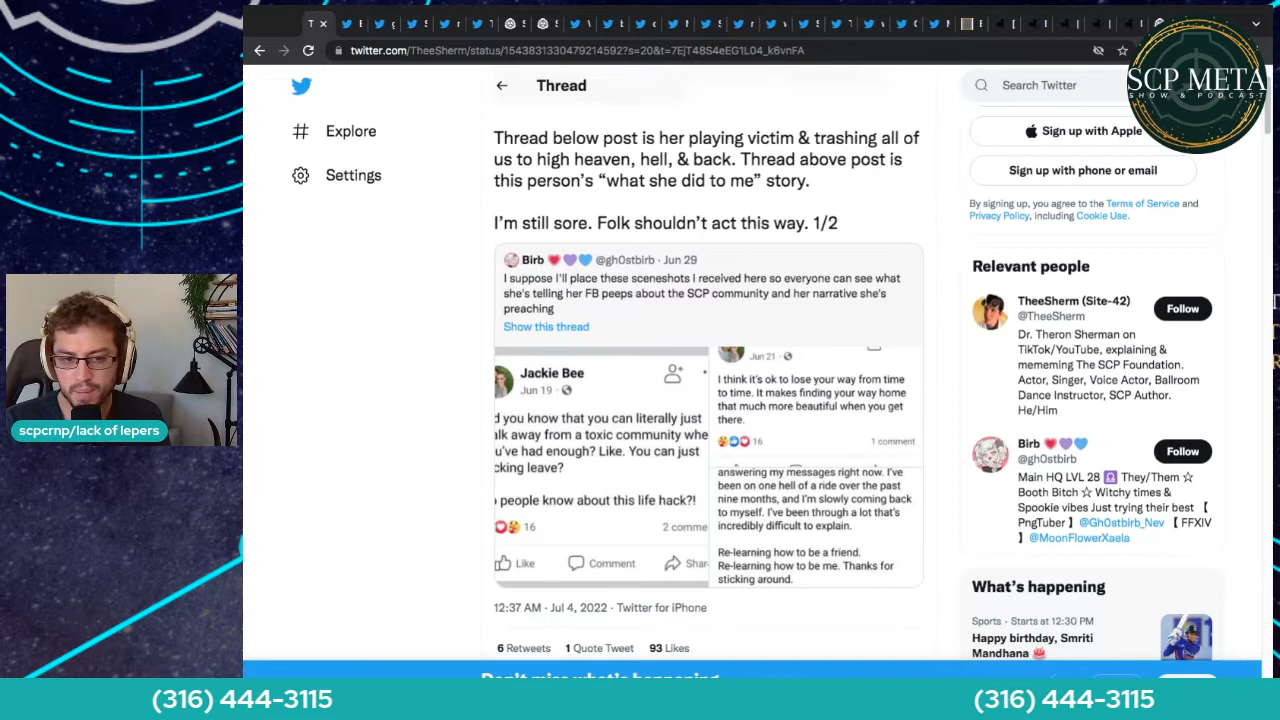 twitter.com/TheeSherm/status/1543831330479214592?s=20&t=7EjT48S4eEG1L04_k6vnFA
SCP META
SHOW & PODCAST
Explore
Settings
Thread
Thread below post is her playing victim & trashing all of
us to high heaven, hell, & back. Thread above post is
this person's “what she did to me” story.
I'm still sore. Folk shouldn't act this way. 1/2
Birb 💗💜💙 @gh0stbirb · Jun 29
I suppose I'll place these sceneshots I received here so everyone can see what
she's telling her FB peeps about the SCP community and her narrative she's
preaching
Show this thread
Jackie Bee
Jun 19 ·
d you know that you can literally just
alk away from a toxic community whe
u've had enough? Like. You can just
cking leave?
people know about this life hack?!
16
2 comme
Like
Comment
Shar
Jun 21 ·
I think it's ok to lose your way from time
to time. It makes finding your way home
that much more beautiful when you get
there.
16
1 comment
answering my messages right now. I've
been on one hell of a ride over the past
nine months, and I'm slowly coming back
to myself. I've been through a lot that's
incredibly difficult to explain.
Re-learning how to be a friend.
Re-learning how to be me. Thanks for
sticking around.
12:37 AM · Jul 4, 2022 · Twitter for iPhone
6 Retweets 1 Quote Tweet 93 Likes
Don't miss what's happening
Search Twitter
Sign up with Apple
Sign up with phone or email
By signing up, you agree to the Terms of Service and
Privacy Policy, including Cookie Use.
Relevant people
TheeSherm (Site-42)
@TheeSherm
Follow
Dr. Theron Sherman on
TikTok/YouTube, explaining &
mememing The SCP Foundation.
Actor, Singer, Voice Actor, Ballroom
Dance Instructor, SCP Author.
He/Him
Birb 💗💜💙
@gh0stbirb
Follow
Main HQ LVL 28 ♎ They/Them ☆
Booth Bitch ☆ Witchy times &
Spookie vibes Just trying their best 【
PngTuber 】 @Gh0stbirb_Nev 【 FFXIV
】 @MoonFlowerXaela
What's happening
Sports · Starts at 12:30 PM
Happy birthday, Smriti
Mandhana 🎂
scpcrnp/lack of lepers
(316) 444-3115
(316) 444-3115